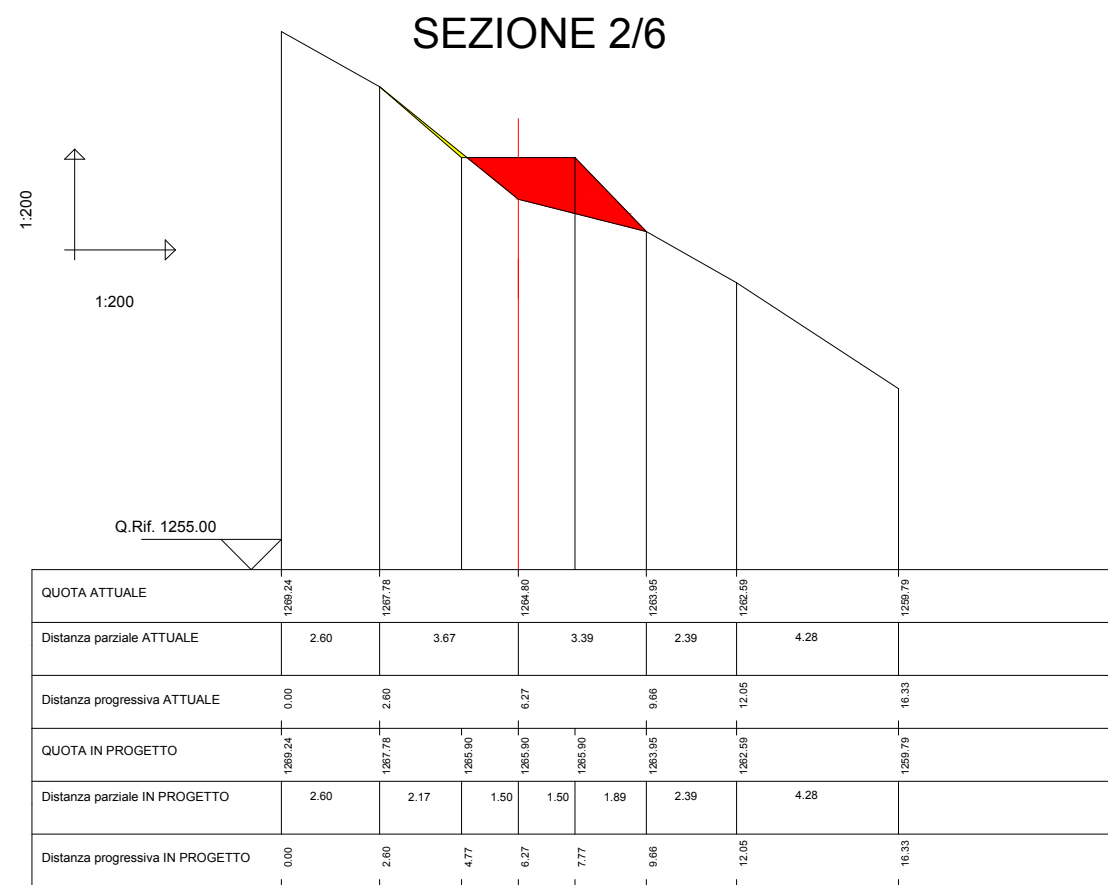 SEZIONE 2/6
1:200
1:200
Q.Rif. 1255.00
QUOTA ATTUALE 1269.24 1267.78 1264.80 1263.95 1262.59 1259.79
Distanza parziale ATTUALE 2.60 3.67 3.39 2.39 4.28
Distanza progressiva ATTUALE 0.00 2.60 6.27 9.66 12.05 16.33
QUOTA IN PROGETTO 1269.24 1267.78 1265.90 1265.90 1265.90 1263.95 1262.59 1259.79
Distanza parziale IN PROGETTO 2.60 2.17 1.50 1.50 1.89 2.39 4.28
Distanza progressiva IN PROGETTO 0.00 2.60 4.77 6.27 7.77 9.66 12.05 16.33